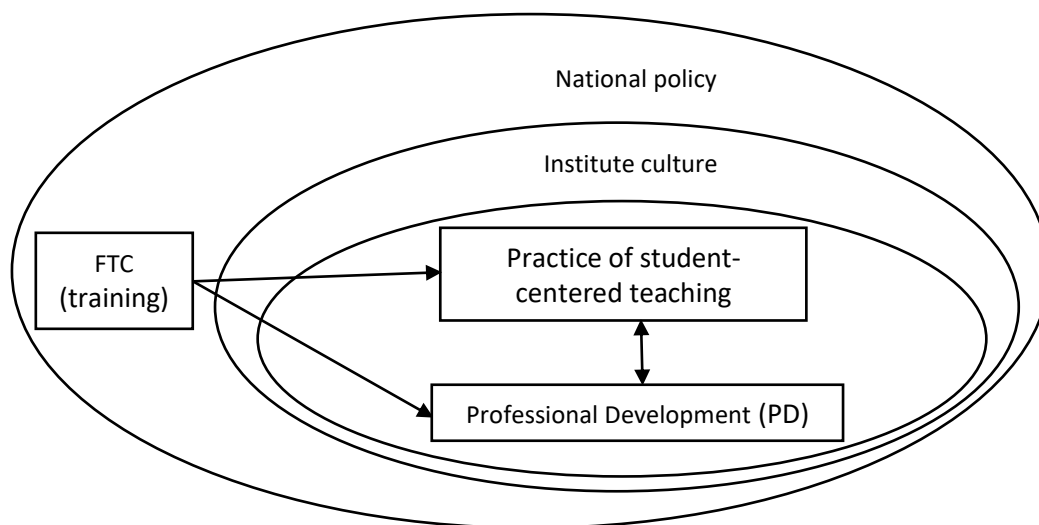 National policy
Institute culture
FTC
(training)
Practice of student-
centered teaching
Professional Development (PD)